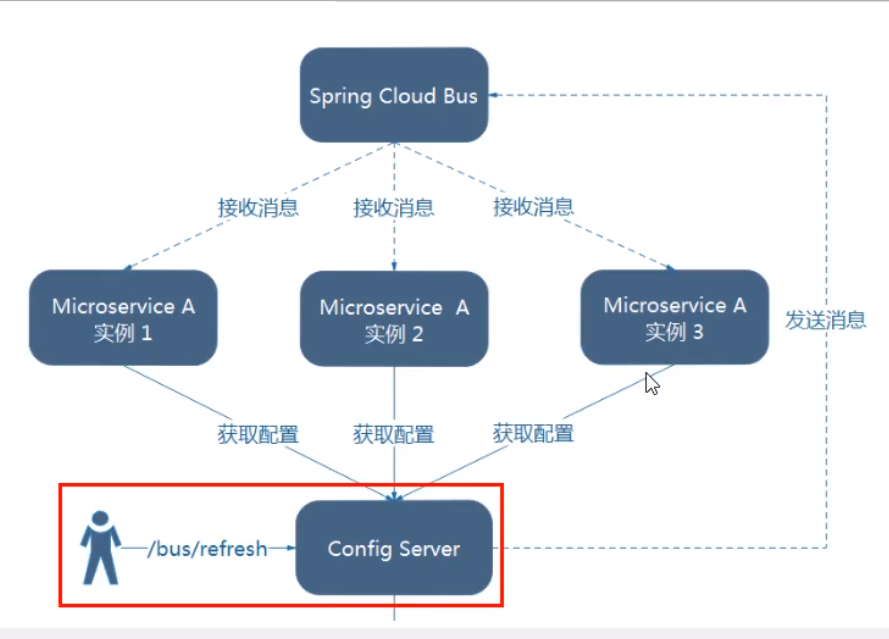 Spring Cloud Bus
接收消息
接收消息
接收消息
Microservice A
实例 1
Microservice A
实例 2
Microservice A
实例 3
发送消息
获取配置
获取配置
获取配置
/bus/refresh
Config Server